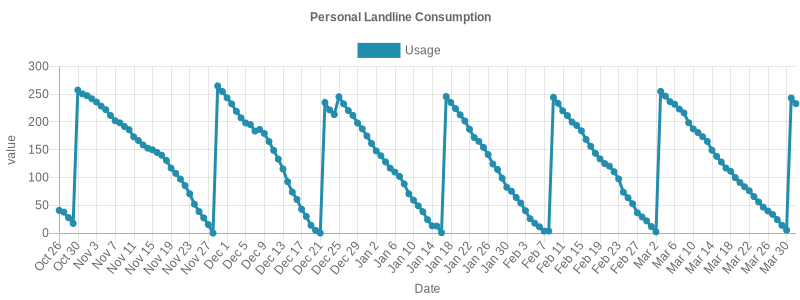 Personal Landline Consumption
Usage
300
250
200
150
100
50
0
value
Oct 26
Oct 30
Nov 3
Nov 7
Nov 11
Nov 15
Nov 19
Nov 23
Nov 27
Dec 1
Dec 5
Dec 9
Dec 13
Dec 17
Dec 21
Dec 25
Dec 29
Jan 2
Jan 6
Jan 10
Jan 14
Jan 18
Jan 22
Jan 26
Jan 30
Feb 3
Feb 7
Feb 11
Feb 15
Feb 19
Feb 23
Feb 27
Mar 2
Mar 6
Mar 10
Mar 14
Mar 18
Mar 22
Mar 26
Mar 30
Date